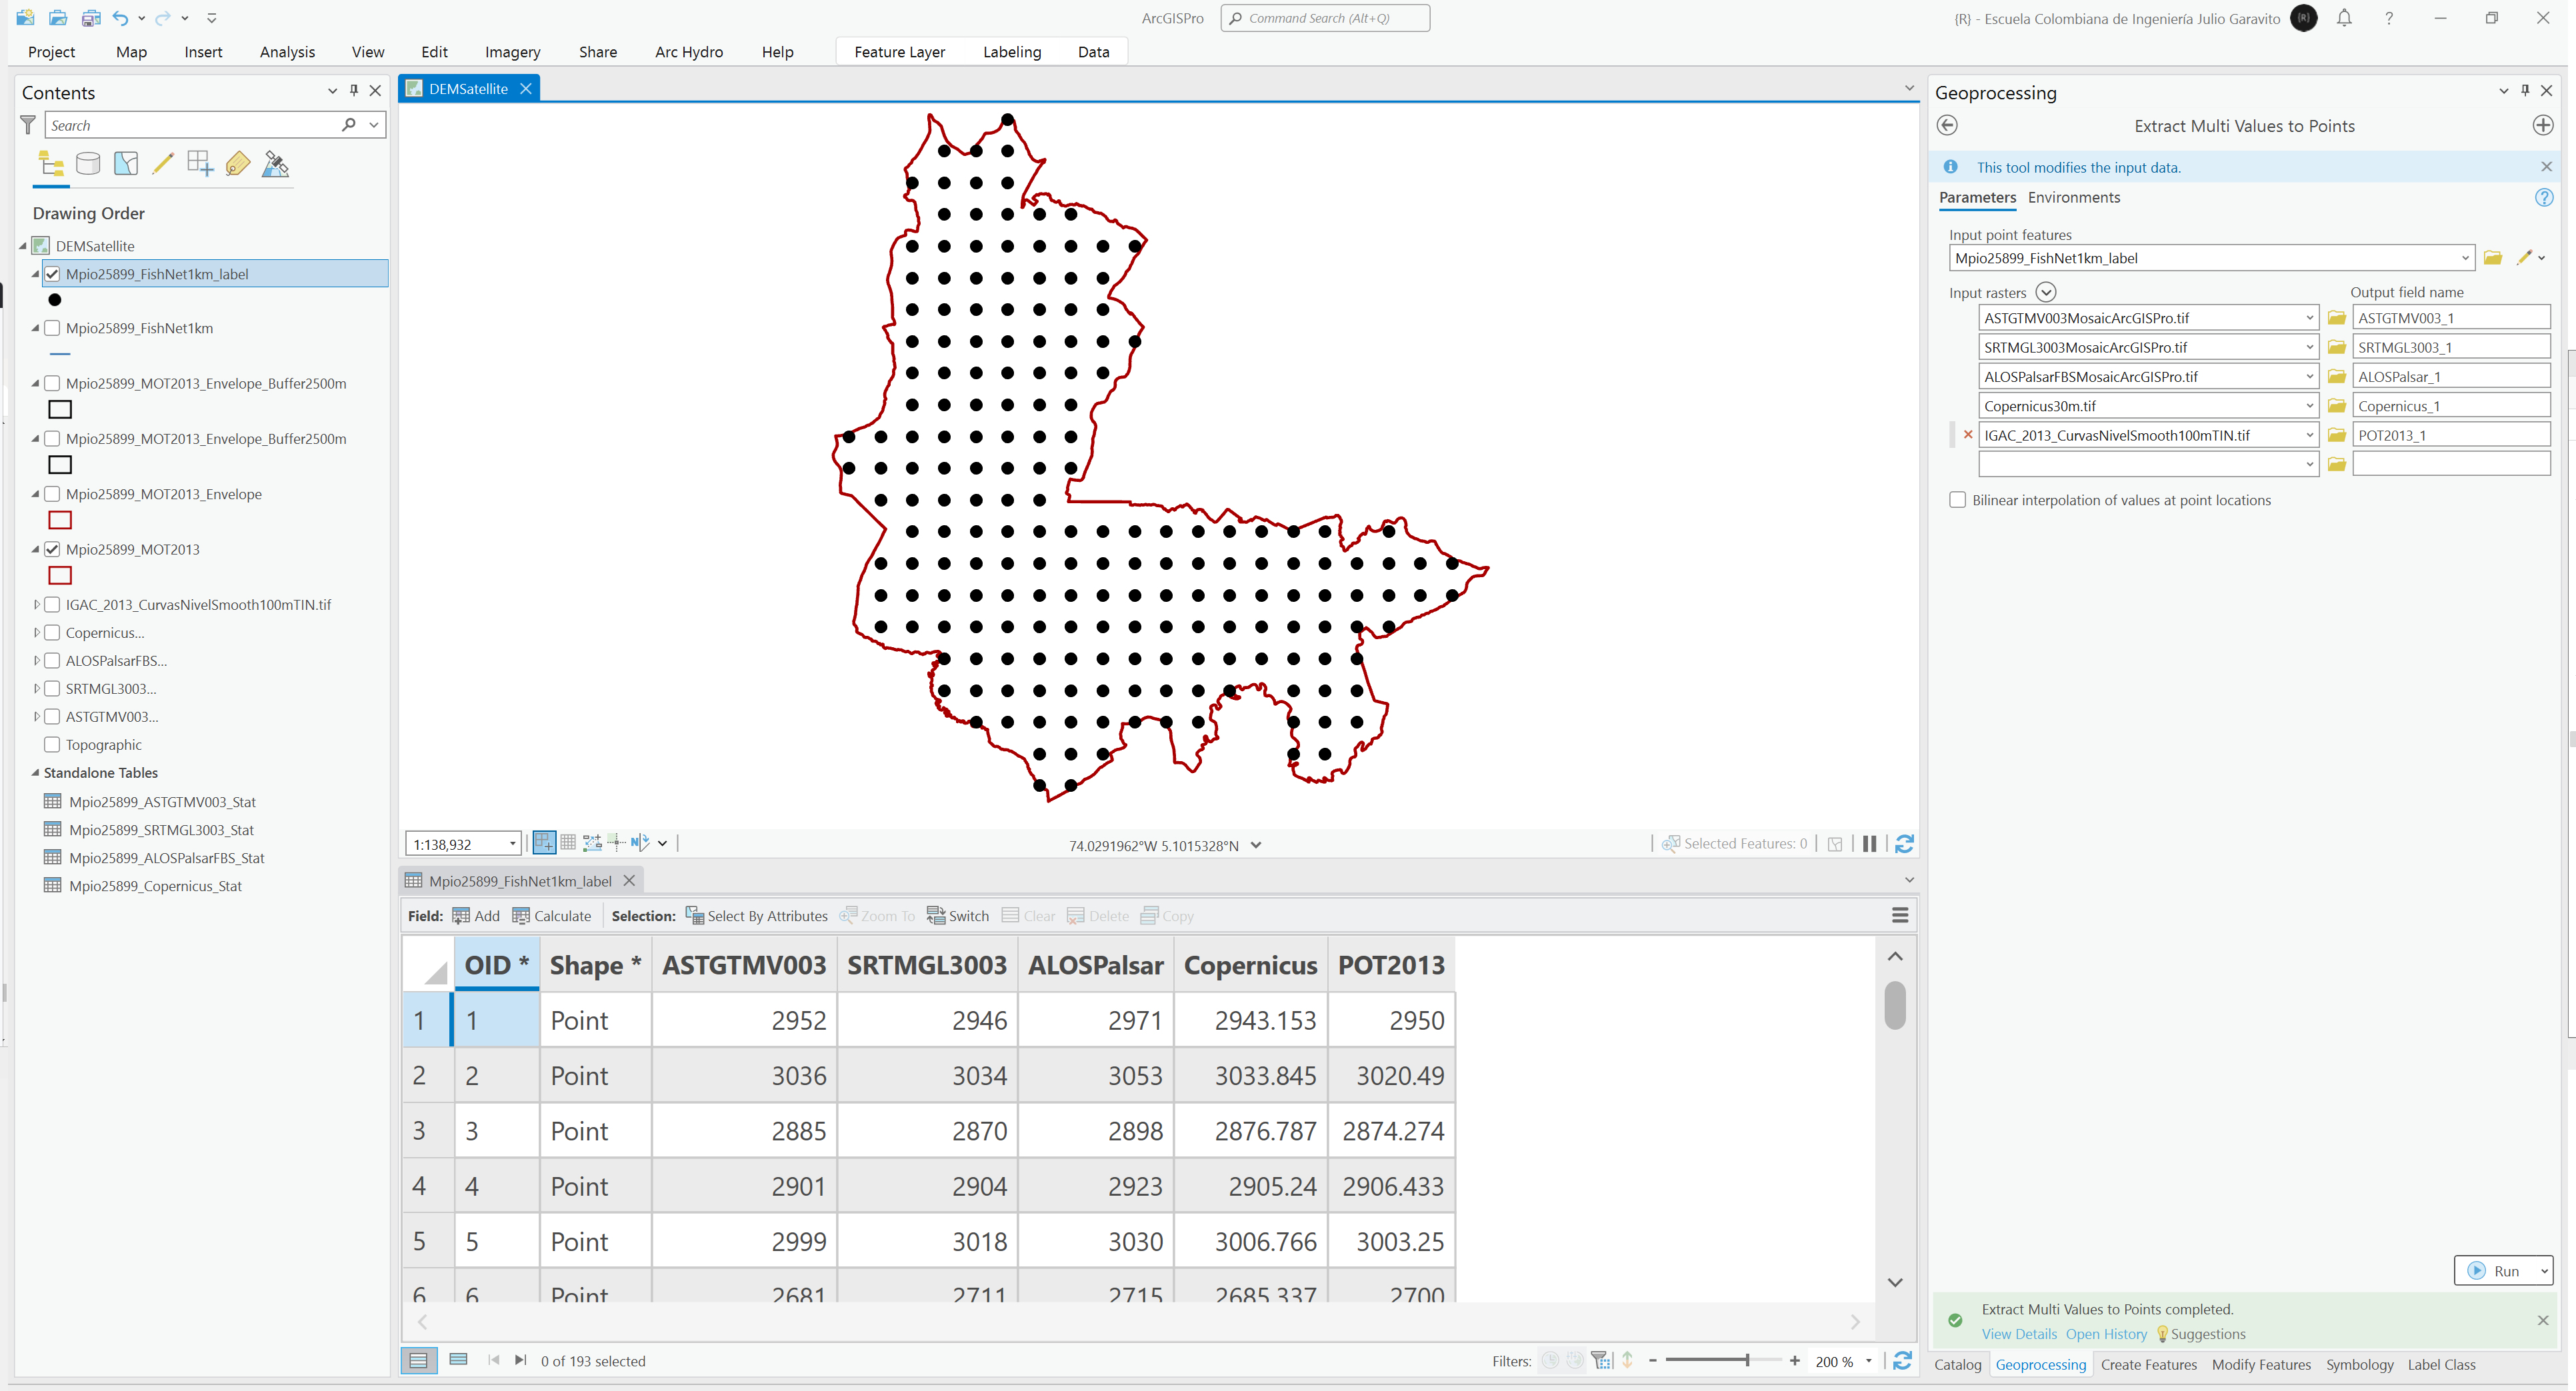 ArcGISPro
Command Search (Alt+Q)
{R} - Escuela Colombiana de Ingeniería Julio Garavito
{R}
?
Project Map Insert Analysis View Edit Imagery Share Arc Hydro Help Feature Layer Labeling Data
Contents
Search
Drawing Order
DEMSatellite
Mpio25899_FishNet1km_label
Mpio25899_FishNet1km
Mpio25899_MOT2013_Envelope_Buffer2500m
Mpio25899_MOT2013_Envelope_Buffer2500m
Mpio25899_MOT2013_Envelope
Mpio25899_MOT2013
IGAC_2013_CurvasNivelSmooth100mTIN.tif
Copernicus...
ALOSPalsarFBS...
SRTMGL3003...
ASTGTMV003...
Topographic
Standalone Tables
Mpio25899_ASTGTMV003_Stat
Mpio25899_SRTMGL3003_Stat
Mpio25899_ALOSPalsarFBS_Stat
Mpio25899_Copernicus_Stat
DEMSatellite
1:138,932
N
74.0291962°W 5.1015328°N
Selected Features: 0
Mpio25899_FishNet1km_label
Field: Add Calculate Selection: Select By Attributes Zoom To Switch Clear Delete Copy
OID * Shape * ASTGTMV003 SRTMGL3003 ALOSPalsar Copernicus POT2013
1 1 Point 2952 2946 2971 2943.153 2950
2 2 Point 3036 3034 3053 3033.845 3020.49
3 3 Point 2885 2870 2898 2876.787 2874.274
4 4 Point 2901 2904 2923 2905.24 2906.433
5 5 Point 2999 3018 3030 3006.766 3003.25
6 6 Point 2681 2711 2715 2685.337 2700
0 of 193 selected
Filters:
200 %
Geoprocessing
Extract Multi Values to Points
This tool modifies the input data.
Parameters Environments
?
Input point features
Mpio25899_FishNet1km_label
Input rasters Output field name
ASTGTMV003MosaicArcGISPro.tif ASTGTMV003_1
SRTMGL3003MosaicArcGISPro.tif SRTMGL3003_1
ALOSPalsarFBSMosaicArcGISPro.tif ALOSPalsar_1
Copernicus30m.tif Copernicus_1
IGAC_2013_CurvasNivelSmooth100mTIN.tif POT2013_1
Bilinear interpolation of values at point locations
Run
Extract Multi Values to Points completed.
View Details Open History Suggestions
Catalog Geoprocessing Create Features Modify Features Symbology Label Class